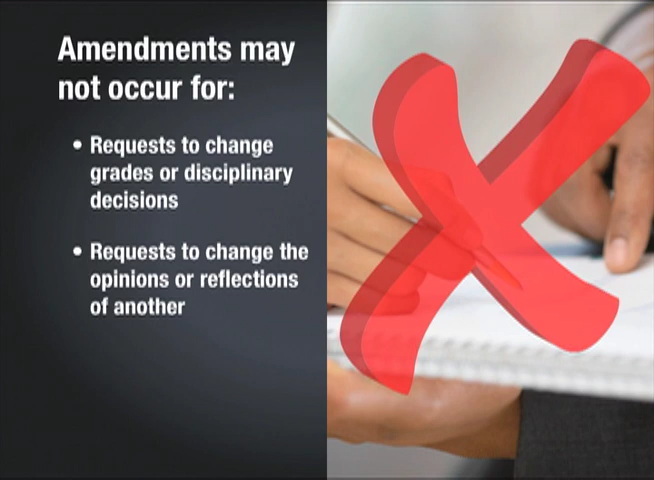 Amendments may
not occur for:
• Requests to change
grades or disciplinary
decisions
• Requests to change the
opinions or reflections
of another